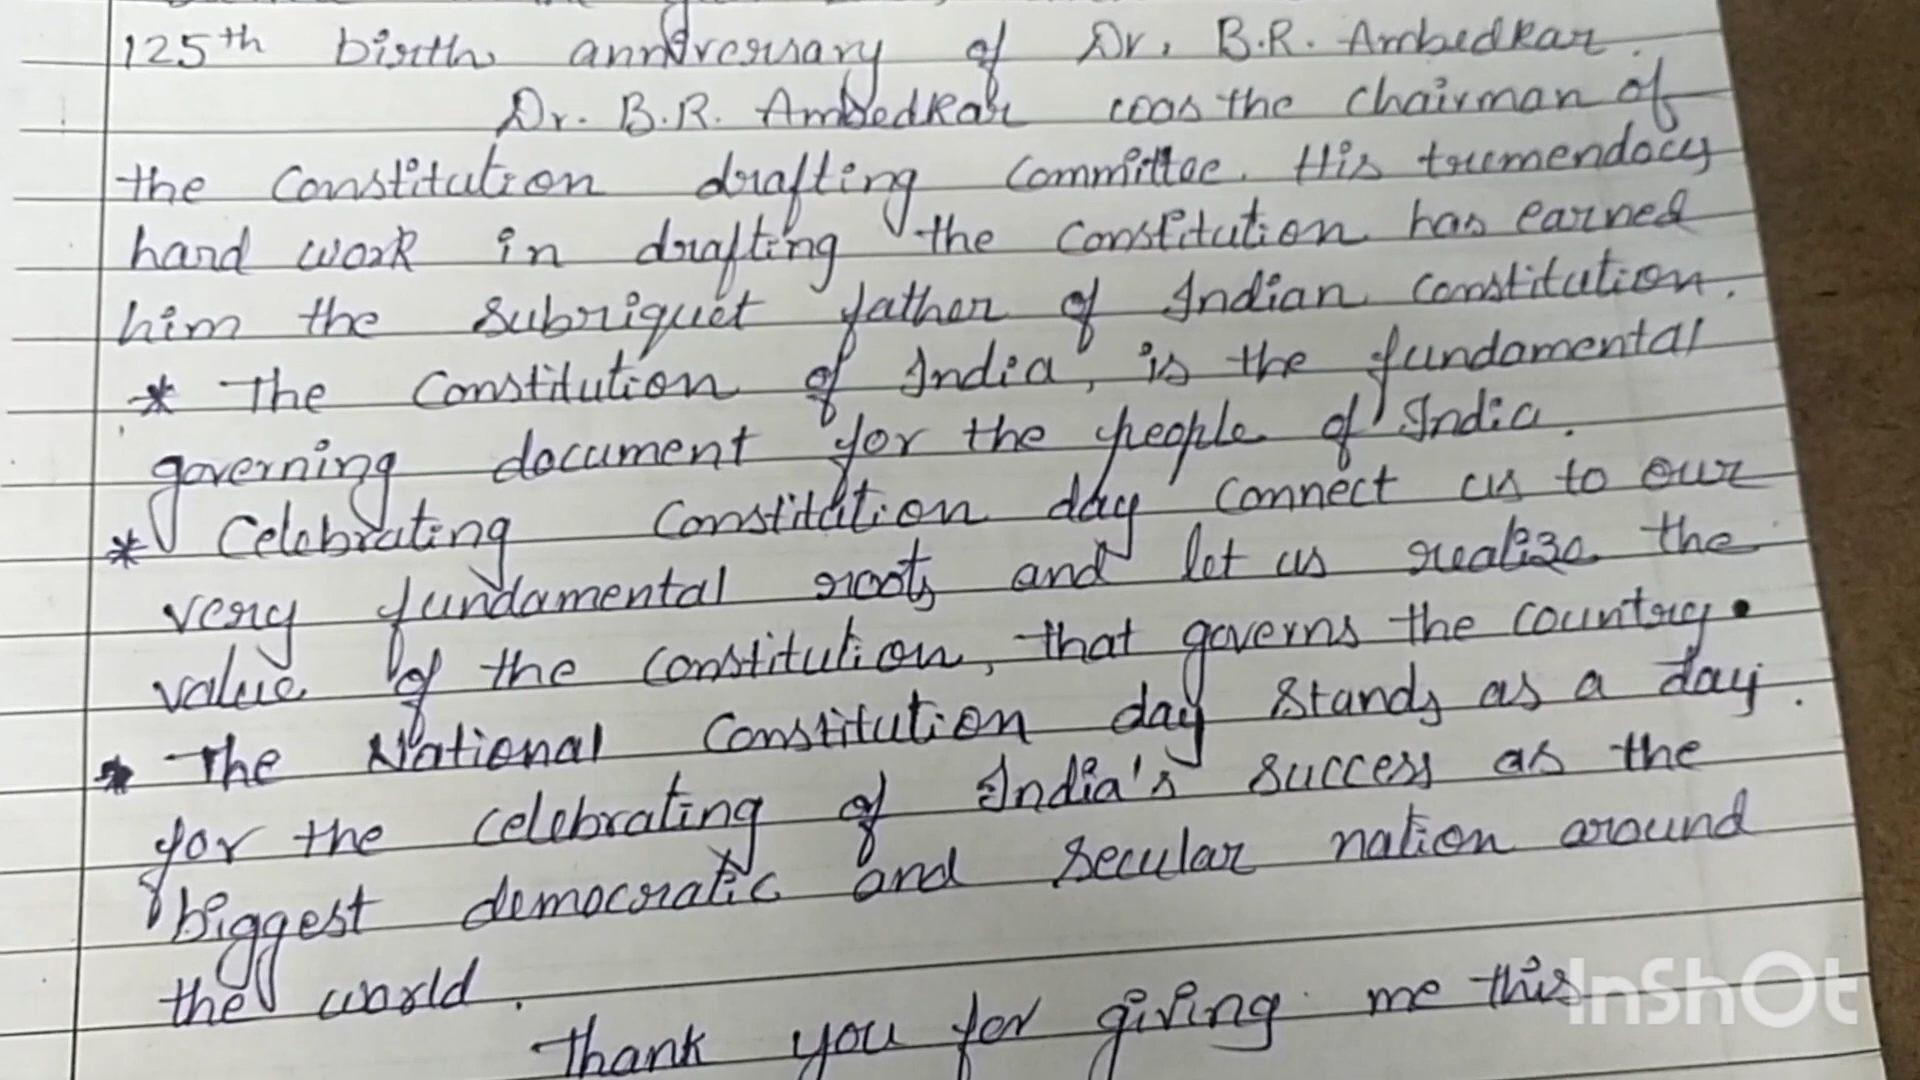 125th birth anniversary of Dr. B.R. Ambedkar.
Dr. B.R. Ambedkar was the chairman of
the Constitution drafting committee. His tremendocy
hard work in drafting the constitution has earned
him the subriquet father of Indian constitution.
* The Constitution of India, is the fundamental
governing document for the people of India.
* Celebrating Constitution day connect us to our
very fundamental roots and let us realize the
value of the constitution, that governs the country.
* The National Constitution day stands as a day.
for the celebrating of India's success as the
biggest democratic and secular nation around
the world.
Thank you for giving me this
InShOt